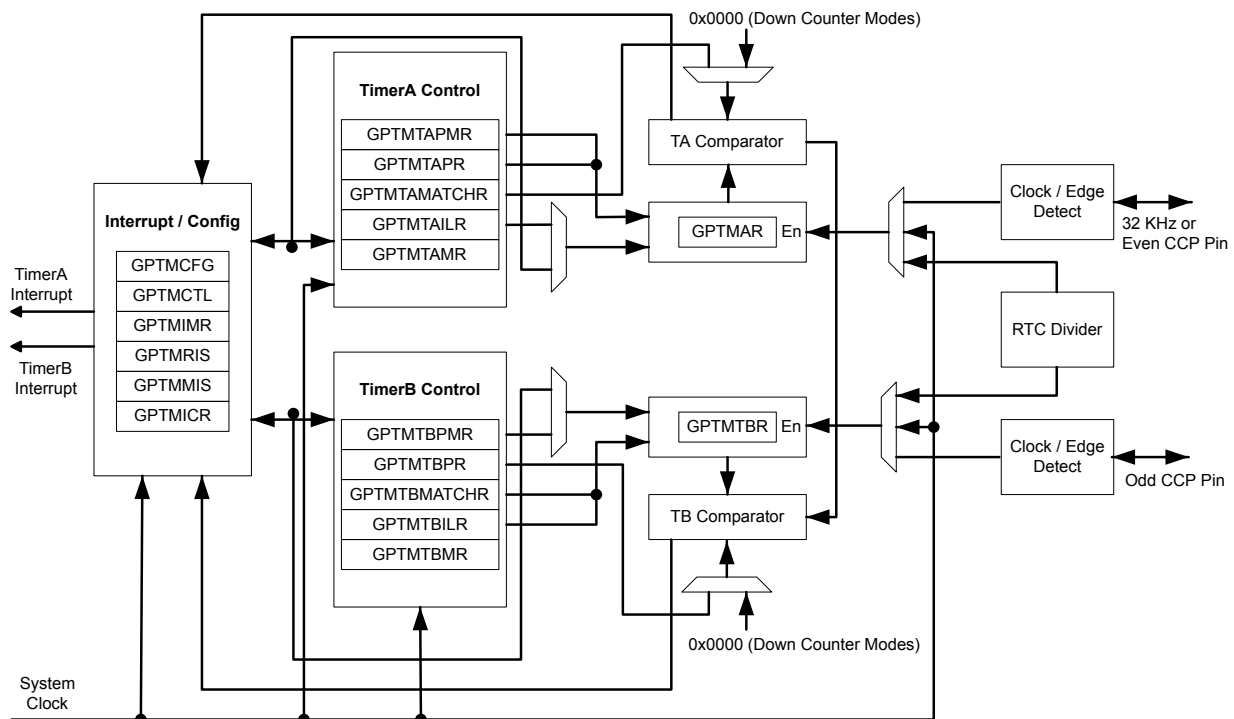 0x0000 (Down Counter Modes)
TimerA Control
GPTMTAPMR
GPTMTAPR
GPTMTAMATCHR
GPTMTAILR
GPTMTAMR
TA Comparator
GPTMAR
En
Clock / Edge
Detect
32 KHz or
Even CCP Pin
Interrupt / Config
GPTMCFG
GPTMCTL
GPTMIMR
GPTMRIS
GPTMMIS
GPTMICR
TimerA
Interrupt
TimerB
Interrupt
RTC Divider
TimerB Control
GPTMTBPMR
GPTMTBPR
GPTMTBMATCHR
GPTMTBILR
GPTMTBMR
GPTMTBR
En
TB Comparator
Clock / Edge
Detect
Odd CCP Pin
0x0000 (Down Counter Modes)
System
Clock